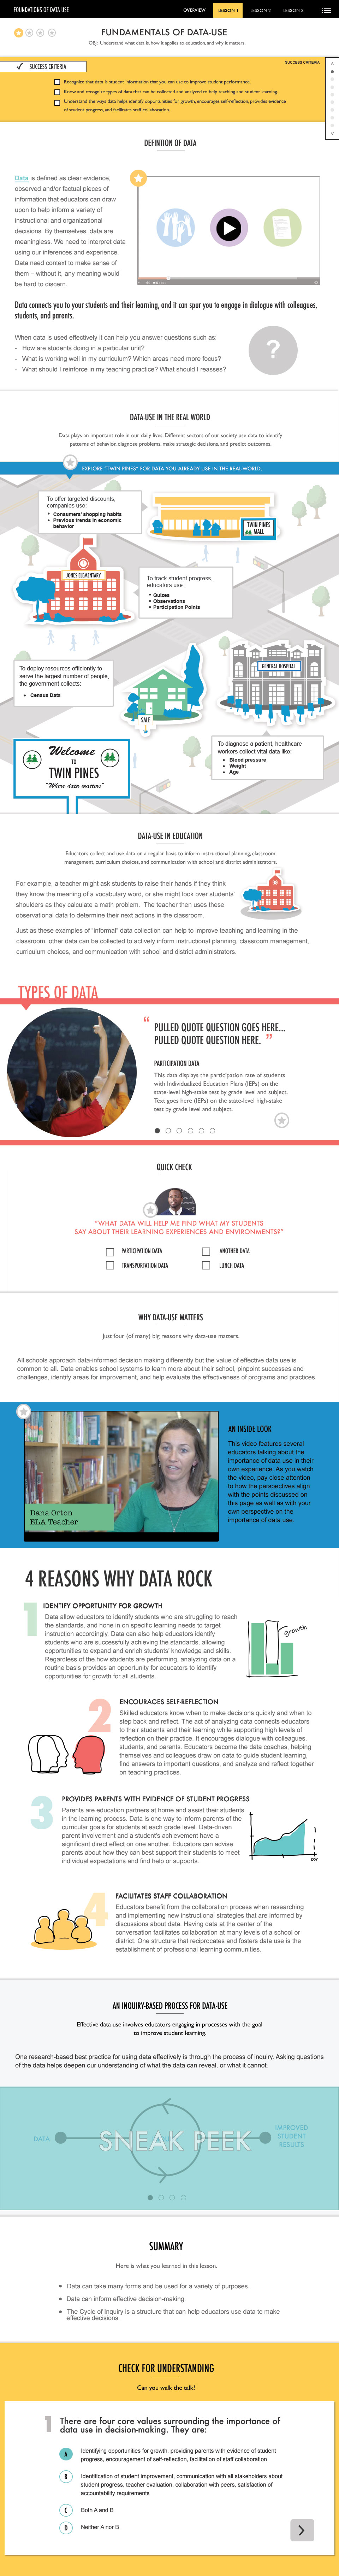 FOUNDATIONS OF DATA USE
OVERVIEW
LESSON 1
LESSON 2
LESSON 3
FUNDAMENTALS OF DATA-USE
OBJ: Understand what data is, how it applies to education, and why it matters.
SUCCESS CRITERIA
SUCCESS CRITERIA
Recognize that data is student information that you can use to improve student performance.
Know and recognize types of data that can be collected and analyzed to help teaching and student learning.
Understand the ways data helps identify opportunities for growth, encourages self-reflection, provides evidence
of student progress, and facilitates staff collaboration.
DEFINITION OF DATA
Data is defined as clear evidence,
observed and/or factual pieces of
information that educators can draw
upon to help inform a variety of
instructional and organizational
decisions. By themselves, data are
meaningless. We need to interpret data
using our inferences and experience.
Data need context to make sense of
them – without it, any meaning would
be hard to discern.
Data connects you to your students and their learning, and it can spur you to engage in dialogue with colleagues,
students, and parents.
When data is used effectively it can help you answer questions such as:
- How are students doing in a particular unit?
- What is working well in my curriculum? Which areas need more focus?
- What should I reinforce in my teaching practice? What should I reasses?
?
DATA-USE IN THE REAL WORLD
Data plays an important role in our daily lives. Different sectors of our society use data to identify
patterns of behavior, diagnose problems, make strategic decisions, and predict outcomes.
EXPLORE "TWIN PINES" FOR DATA YOU ALREADY USE IN THE REAL-WORLD.
To offer targeted discounts,
companies use:
• Consumers' shopping habits
• Previous trends in economic
behavior
TWIN PINES
MALL
JONES ELEMENTARY
To track student progress,
educators use:
• Quizes
• Observations
• Participation Points
To deploy resources efficiently to
serve the largest number of people,
the government collects:
• Census Data
GENERAL HOSPITAL
SALE
To diagnose a patient, healthcare
workers collect vital data like:
• Blood pressure
• Weight
• Age
Welcome
TO
TWIN PINES
"Where data matters"
DATA-USE IN EDUCATION
Educators collect and use data on a regular basis to inform instructional planning, classroom
management, curriculum choices, and communication with school and district administrators.
For example, a teacher might ask students to raise their hands if they think
they know the meaning of a vocabulary word, or she might look over students'
shoulders as they calculate a math problem. The teacher then uses these
observational data to determine their next actions in the classroom.
Just as these examples of "informal" data collection can help to improve teaching and learning in the
classroom, other data can be collected to actively inform instructional planning, classroom management,
curriculum choices, and communication with school and district administrators.
TYPES OF DATA
“ PULLED QUOTE QUESTION GOES HERE...
PULLED QUOTE QUESTION HERE. ”
PARTICIPATION DATA
This data displays the participation rate of students
with Individualized Education Plans (IEPs) on the
state-level high-stakes test by grade level and subject.
Text goes here (IEPs) on the state-level high-stake
test by grade level and subject.
QUICK CHECK
"WHAT DATA WILL HELP ME FIND WHAT MY STUDENTS
SAY ABOUT THEIR LEARNING EXPERIENCES AND ENVIRONMENTS?"
PARTICIPATION DATA
ANOTHER DATA
TRANSPORTATION DATA
LUNCH DATA
WHY DATA-USE MATTERS
Just four (of many) big reasons why data-use matters.
All schools approach data-informed decision making differently but the value of effective data use is
common to all. Data enables school systems to learn more about their school, pinpoint successes and
challenges, identify areas for improvement, and help evaluate the effectiveness of programs and practices.
Dana Orton
ELA Teacher
AN INSIDE LOOK
This video features several
educators talking about the
importance of data use in their
own experience. As you watch
the video, pay close attention
to how the perspectives align
with the words discussed on
this page as well as with your
own perspective on the
importance of data use.
4 REASONS WHY DATA ROCK
1
IDENTIFY OPPORTUNITY FOR GROWTH
Data allow educators to identify students who are struggling to reach
the standards, and hone in on specific learning needs to target
instruction accordingly. Data can also help educators identify
students who are successfully achieving the standards, allowing
opportunities to expand and enrich students' knowledge and skills.
Regardless of how the students are performing, analyzing data on a
routine basis provides an opportunity for educators to identify
opportunities for growth for all students.
growth
2
ENCOURAGES SELF-REFLECTION
Skilled educators know when to make decisions quickly and when to
step back and reflect. The act of analyzing data connects educators
to their students and their learning while supporting high levels of
reflection on their practice. It encourages dialogue with colleagues,
students, and parents. Educators become the data coaches, helping
themselves and colleagues draw on data to guide student learning,
find answers to important questions, and analyze and reflect together
on teaching practices.
3
PROVIDES PARENTS WITH EVIDENCE OF STUDENT PROGRESS
Parents are education partners at home and assist their students
in the learning process. Data is one way to inform parents of the
curricular goals for students at each grade level. Data-driven
parent involvement and a student's achievement have a
significant direct effect on one another. Educators can advise
parents about how they can best support their students to meet
individual expectations and find help or supports.
4
FACILITATES STAFF COLLABORATION
Educators benefit from the collaboration process when researching
and implementing new instructional strategies that are informed by
discussions about data. Having data at the center of the
conversation facilitates collaboration at many levels of a school or
district. One structure that reciprocates and fosters data use is the
establishment of professional learning communities.
AN INQUIRY-BASED PROCESS FOR DATA-USE
Effective data use involves educators engaging in processes with the goal
to improve student learning.
One research-based best practice for using data effectively is through the process of inquiry. Asking questions
of the data helps deepen our understanding of what the data can reveal, or what it cannot.
DATA
SNEAK PEEK
IMPROVED
STUDENT
RESULTS
SUMMARY
Here is what you learned in this lesson.
• Data can take many forms and be used for a variety of purposes.
• Data can inform effective decision-making.
• The Cycle of Inquiry is a structure that can help educators use data to make
effective decisions.
CHECK FOR UNDERSTANDING
Can you walk the talk?
1
There are four core values surrounding the importance of
data use in decision-making. They are:
A Identifying opportunities for growth, providing parents with evidence of student
progress, encouragement of self-reflection, facilitation of staff collaboration
B Identification of student improvement, communication with all stakeholders about
student progress, teacher evaluation, collaboration with peers, satisfaction of
accountability requirements
C Both A and B
D Neither A nor B